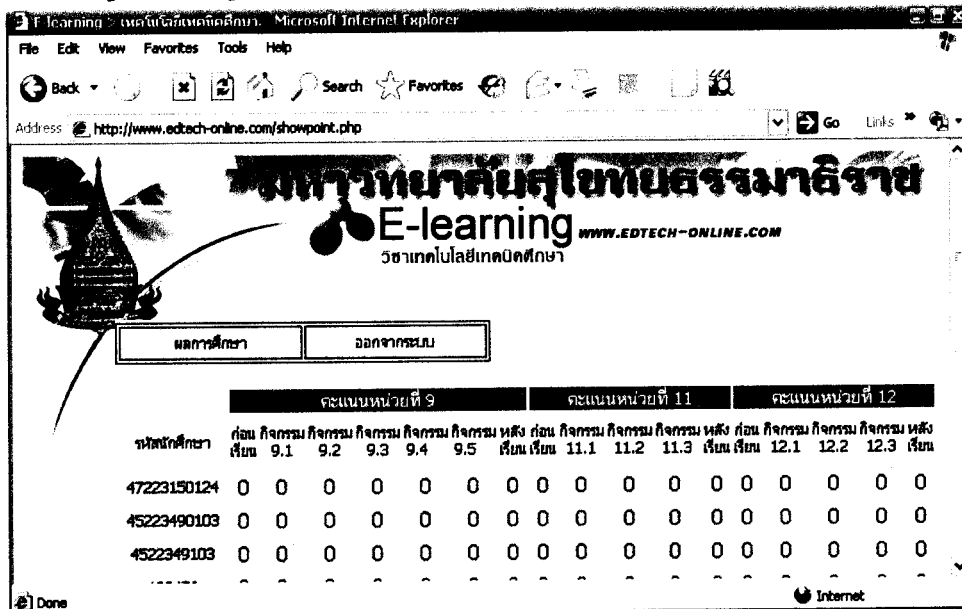 E-learning > เทคโนโลยีเทคนิคศึกษา. Microsoft Internet Explorer
File Edit View Favorites Tools Help
Back Search Favorites
Address http://www.edtech-online.com/showpoint.php Go Links »
มหาวิทยาลัยสุโขทัยธรรมาธิราช
E-learning WWW.EDTECH-ONLINE.COM
วิชาเทคโนโลยีเทคนิคศึกษา
ผลการศึกษา ออกจากระบบ
คะแนนหน่วยที่ 9 คะแนนหน่วยที่ 11 คะแนนหน่วยที่ 12
รหัสนักศึกษา ก่อนเรียน กิจกรรม 9.1 กิจกรรม 9.2 กิจกรรม 9.3 กิจกรรม 9.4 กิจกรรม 9.5 หลังเรียน ก่อนเรียน กิจกรรม 11.1 กิจกรรม 11.2 กิจกรรม 11.3 หลังเรียน ก่อนเรียน กิจกรรม 12.1 กิจกรรม 12.2 กิจกรรม 12.3 หลังเรียน
47223150124 0 0 0 0 0 0 0 0 0 0 0 0 0 0 0 0 0
45223490103 0 0 0 0 0 0 0 0 0 0 0 0 0 0 0 0 0
4522349103 0 0 0 0 0 0 0 0 0 0 0 0 0 0 0 0 0
Done Internet